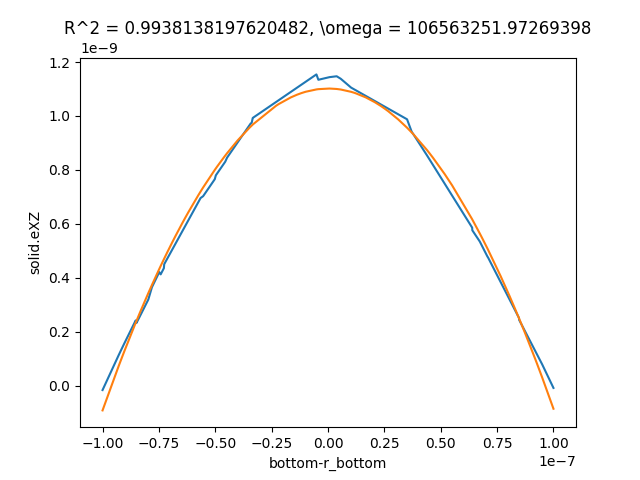 R^2 = 0.9938138197620482, \omega = 106563251.97269398
1e−9
1.2
1.0
0.8
0.6
0.4
0.2
0.0
solid.eXZ
−1.00 −0.75 −0.50 −0.25 0.00 0.25 0.50 0.75 1.00
bottom-r_bottom
1e−7